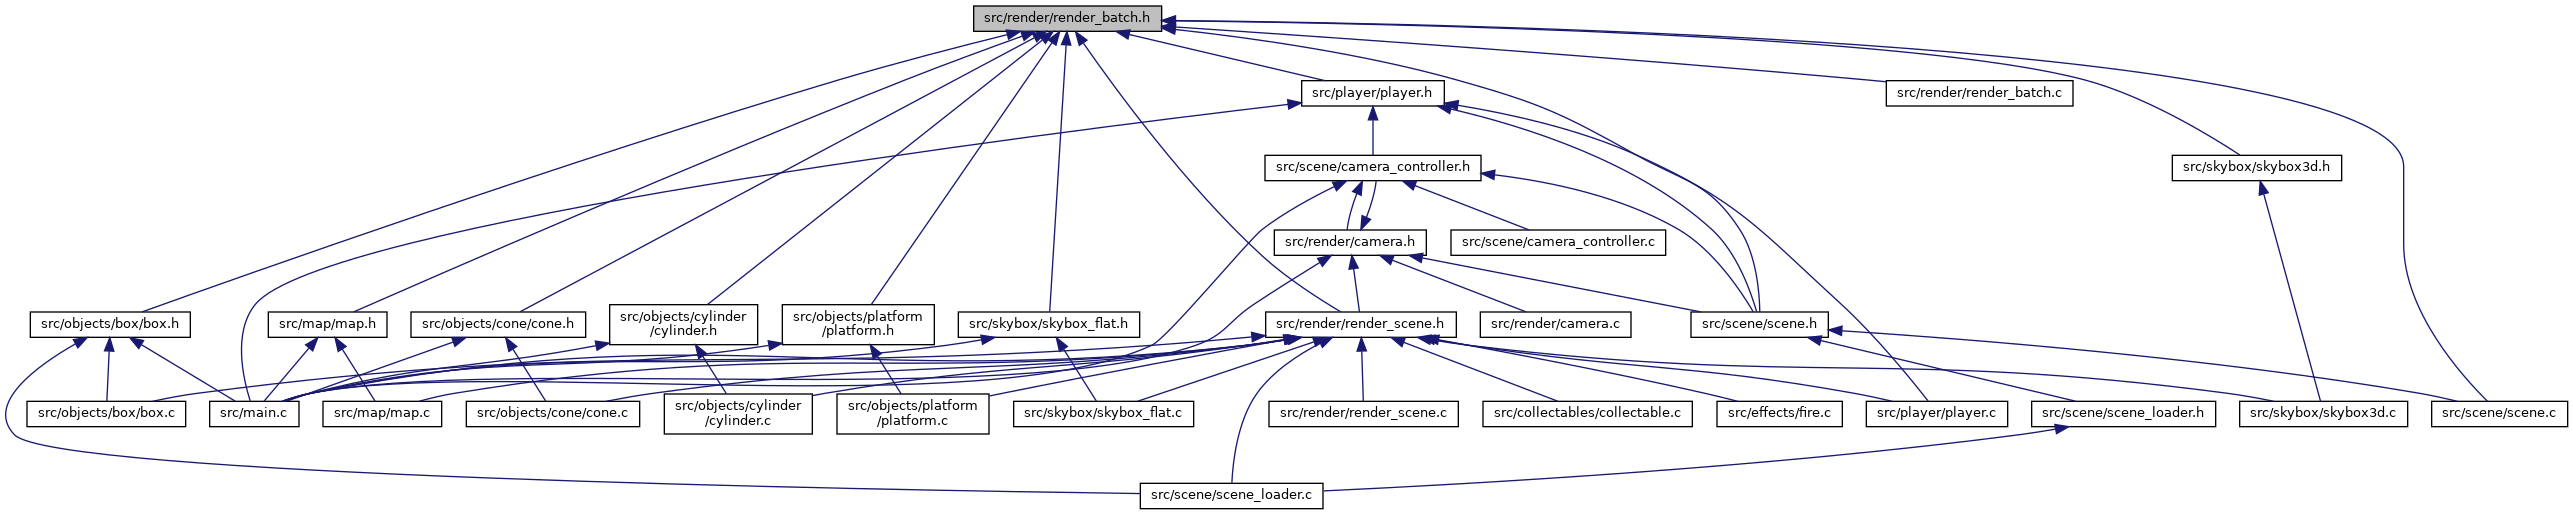 src/render/render_batch.h
src/player/player.h
src/render/render_batch.c
src/scene/camera_controller.h
src/skybox/skybox3d.h
src/render/camera.h
src/scene/camera_controller.c
src/objects/box/box.h
src/map/map.h
src/objects/cone/cone.h
src/objects/cylinder
/cylinder.h
src/objects/platform
/platform.h
src/skybox/skybox_flat.h
src/render/render_scene.h
src/render/camera.c
src/scene/scene.h
src/objects/box/box.c
src/main.c
src/map/map.c
src/objects/cone/cone.c
src/objects/cylinder
/cylinder.c
src/objects/platform
/platform.c
src/skybox/skybox_flat.c
src/render/render_scene.c
src/collectables/collectable.c
src/effects/fire.c
src/player/player.c
src/scene/scene_loader.h
src/skybox/skybox3d.c
src/scene/scene.c
src/scene/scene_loader.c